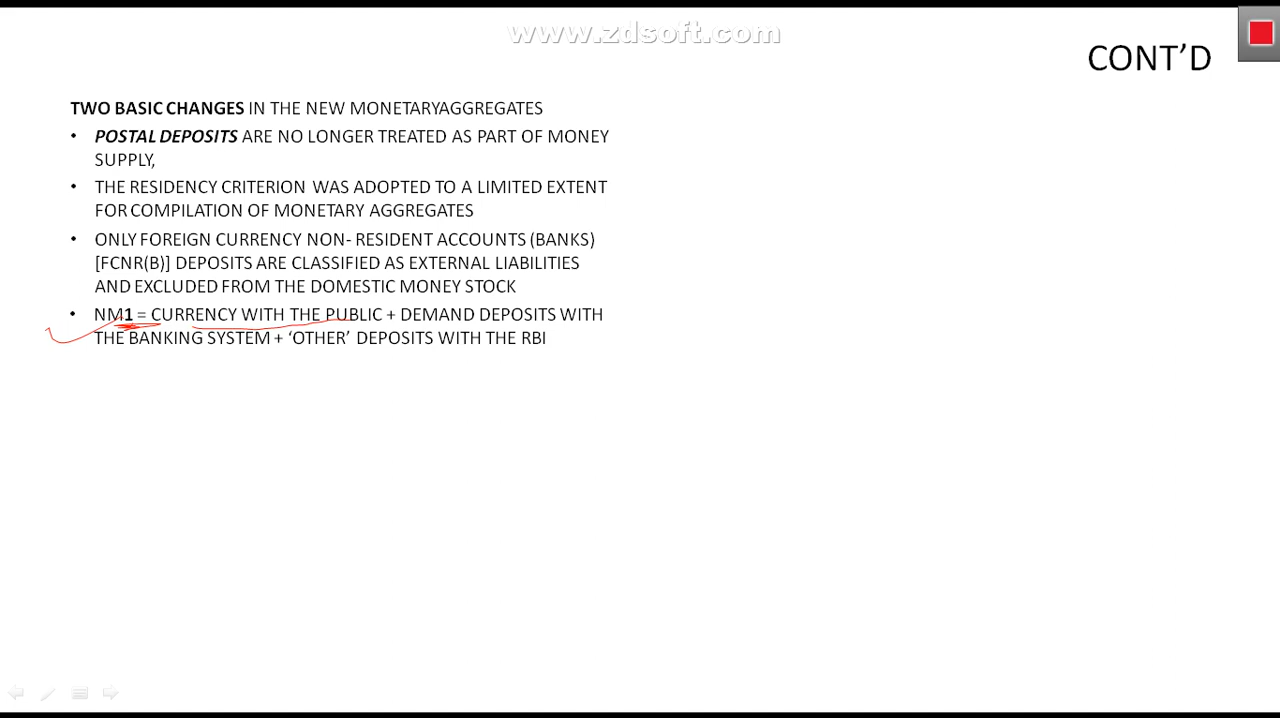 www.zdsoft.com
CONT’D
TWO BASIC CHANGES IN THE NEW MONETARYAGGREGATES
• POSTAL DEPOSITS ARE NO LONGER TREATED AS PART OF MONEY
SUPPLY,
• THE RESIDENCY CRITERION WAS ADOPTED TO A LIMITED EXTENT
FOR COMPILATION OF MONETARY AGGREGATES
• ONLY FOREIGN CURRENCY NON- RESIDENT ACCOUNTS (BANKS)
[FCNR(B)] DEPOSITS ARE CLASSIFIED AS EXTERNAL LIABILITIES
AND EXCLUDED FROM THE DOMESTIC MONEY STOCK
• NM1 = CURRENCY WITH THE PUBLIC + DEMAND DEPOSITS WITH
THE BANKING SYSTEM + ‘OTHER’ DEPOSITS WITH THE RBI